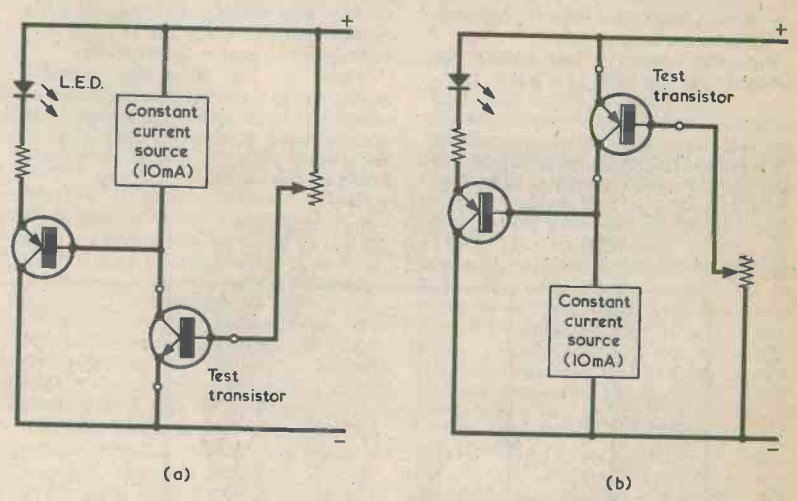 +
L.E.D.
Constant
current
source
(10mA)
Test
transistor
−
(a)
+
Test
transistor
Constant
current
source
(10mA)
−
(b)